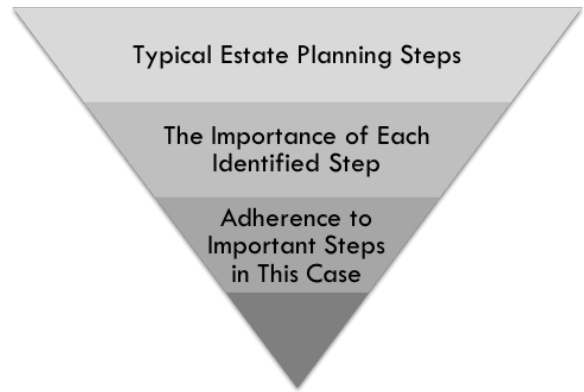 Typical Estate Planning Steps
The Importance of Each
Identified Step
Adherence to
Important Steps
in This Case